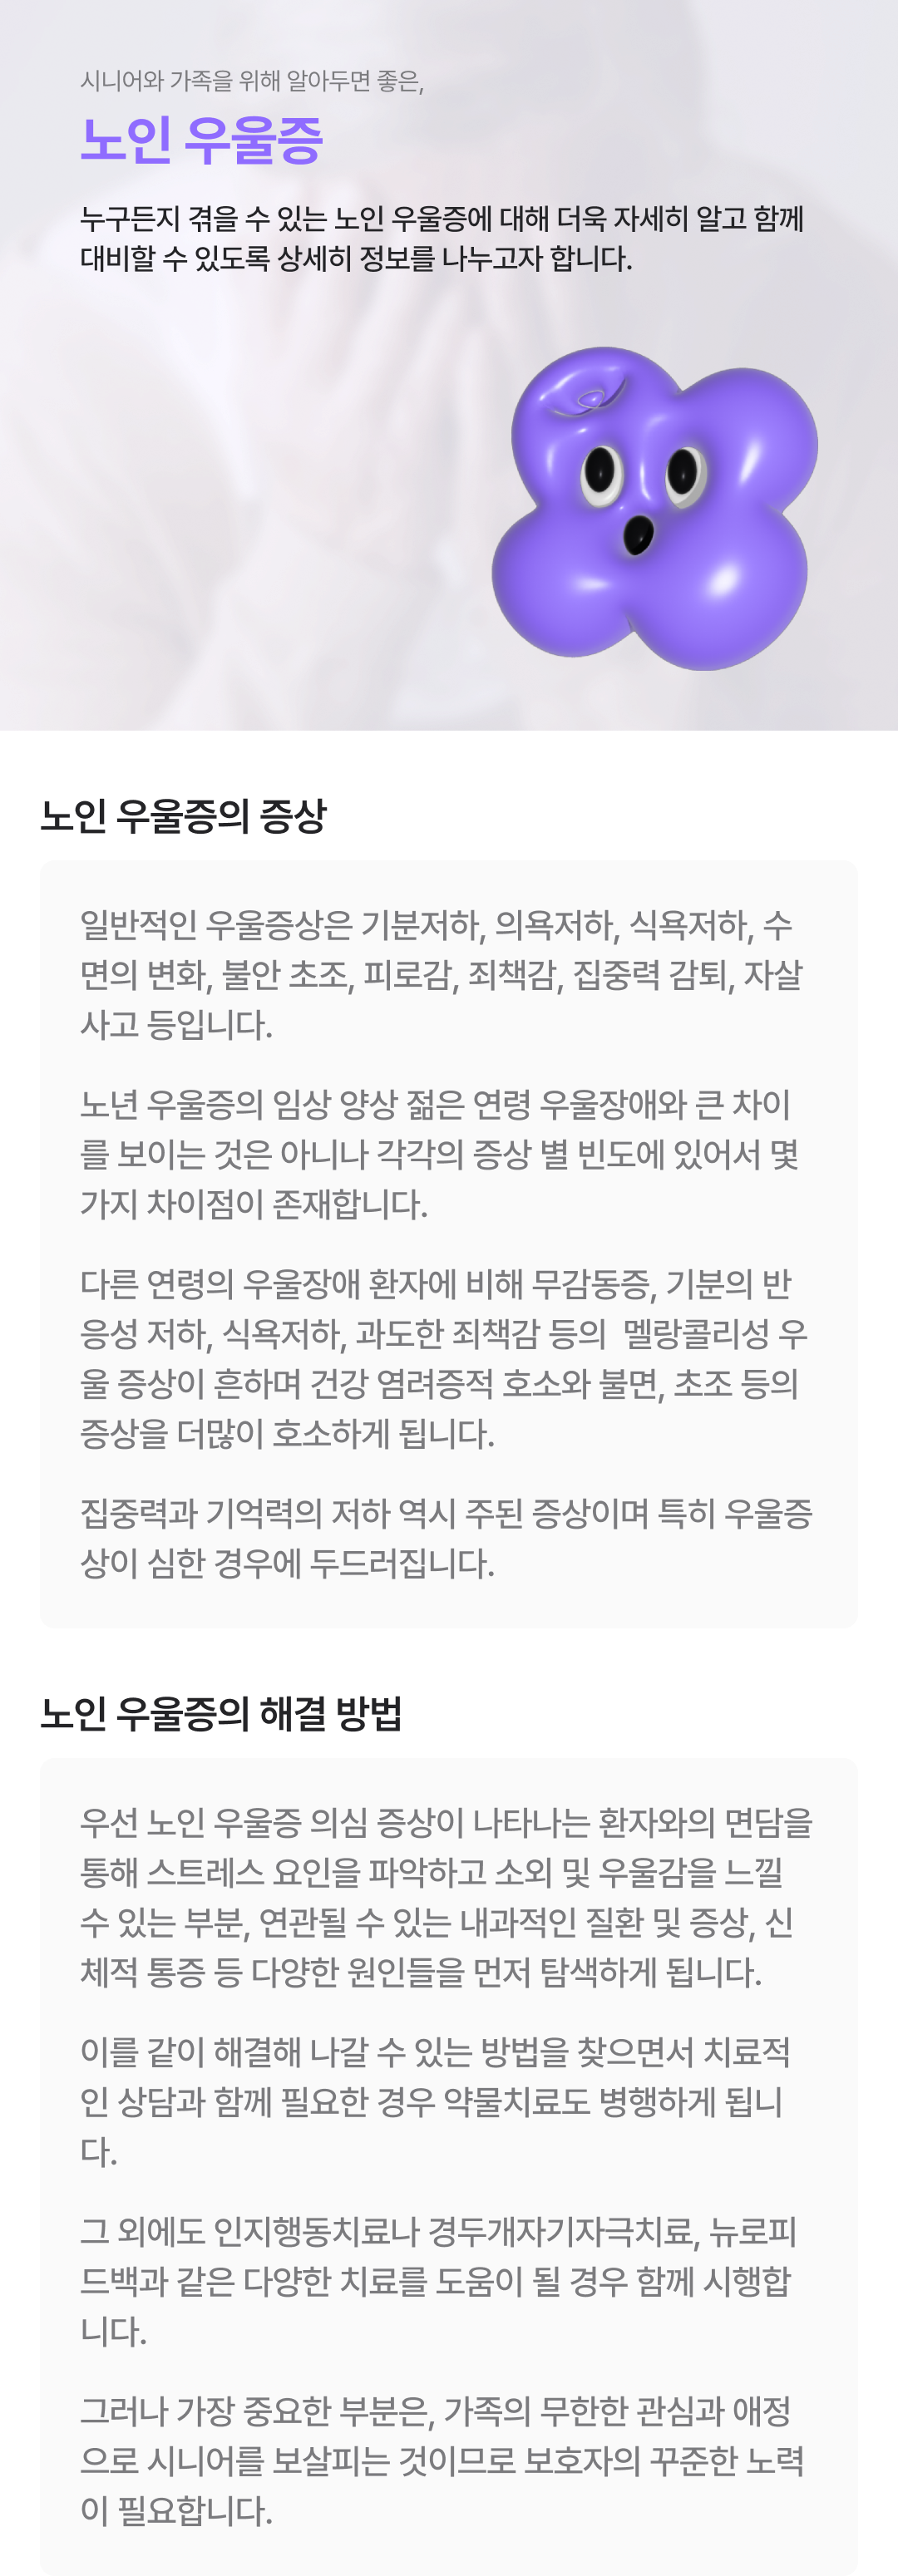 시니어와 가족을 위해 알아두면 좋은,
노인 우울증
누구든지 겪을 수 있는 노인 우울증에 대해 더욱 자세히 알고 함께
대비할 수 있도록 상세히 정보를 나누고자 합니다.
노인 우울증의 증상
일반적인 우울증상은 기분저하, 의욕저하, 식욕저하, 수
면의 변화, 불안 초조, 피로감, 죄책감, 집중력 감퇴, 자살
사고 등입니다.
노년 우울증의 임상 양상 젊은 연령 우울장애와 큰 차이
를 보이는 것은 아니나 각각의 증상 별 빈도에 있어서 몇
가지 차이점이 존재합니다.
다른 연령의 우울장애 환자에 비해 무감동증, 기분의 반
응성 저하, 식욕저하, 과도한 죄책감 등의  멜랑콜리성 우
울 증상이 흔하며 건강 염려증적 호소와 불면, 초조 등의
증상을 더많이 호소하게 됩니다.
집중력과 기억력의 저하 역시 주된 증상이며 특히 우울증
상이 심한 경우에 두드러집니다.
노인 우울증의 해결 방법
우선 노인 우울증 의심 증상이 나타나는 환자와의 면담을
통해 스트레스 요인을 파악하고 소외 및 우울감을 느낄
수 있는 부분, 연관될 수 있는 내과적인 질환 및 증상, 신
체적 통증 등 다양한 원인들을 먼저 탐색하게 됩니다.
이를 같이 해결해 나갈 수 있는 방법을 찾으면서 치료적
인 상담과 함께 필요한 경우 약물치료도 병행하게 됩니
다.
그 외에도 인지행동치료나 경두개자기자극치료, 뉴로피
드백과 같은 다양한 치료를 도움이 될 경우 함께 시행합
니다.
그러나 가장 중요한 부분은, 가족의 무한한 관심과 애정
으로 시니어를 보살피는 것이므로 보호자의 꾸준한 노력
이 필요합니다.